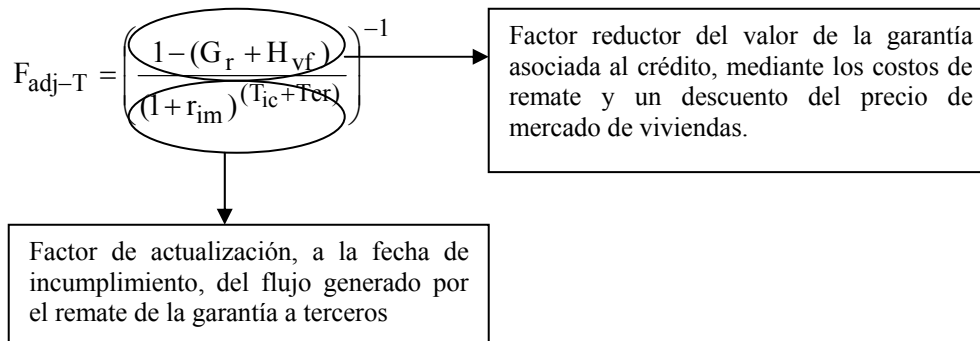 F_adj–T = ( (1 – (G_r + H_vf)) / (1 + r_im)^(T_ic + Tcr) )^–1
Factor reductor del valor de la garantía
asociada al crédito, mediante los costos de
remate y un descuento del precio de
mercado de viviendas.
Factor de actualización, a la fecha de
incumplimiento, del flujo generado por
el remate de la garantía a terceros